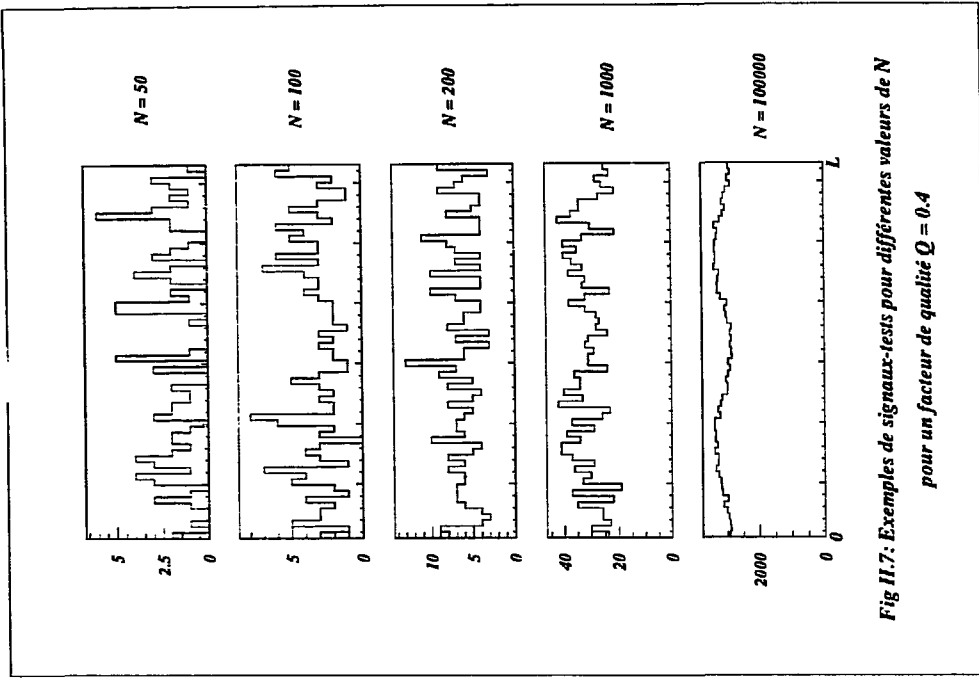 5
2.5
0
N = 50
5
0
N = 100
10
5
0
N = 200
40
20
0
N = 1000
2000
0
N = 100000
0
L
Fig II.7: Exemples de signaux-tests pour différentes valeurs de N
pour un facteur de qualité Q = 0.4